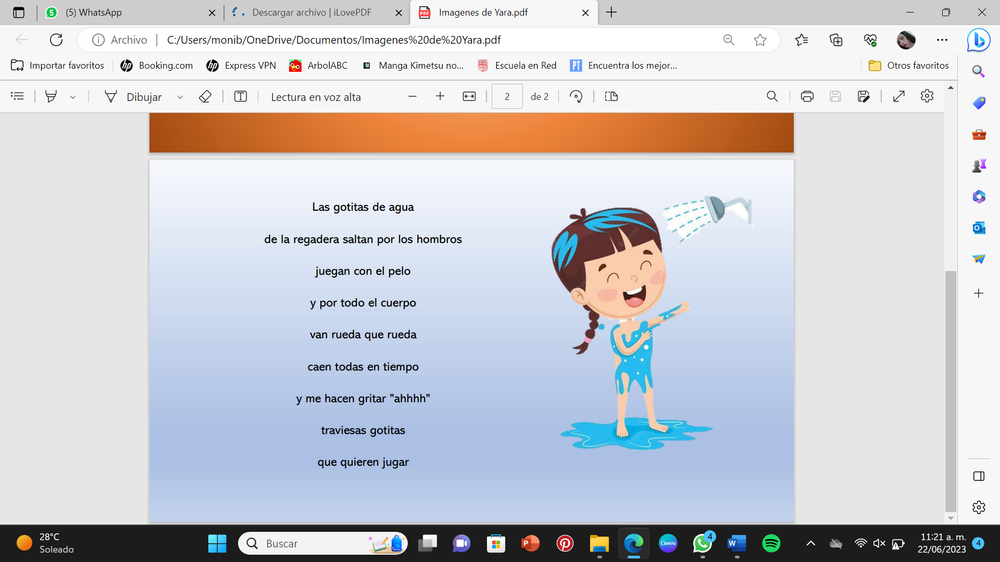 (5) WhatsApp
Descargar archivo | iLovePDF
Imagenes de Yara.pdf
Archivo
C:/Users/monib/OneDrive/Documentos/Imagenes%20de%20Yara.pdf
Importar favoritos
Booking.com
Express VPN
ArbolABC
Manga Kimetsu no...
Escuela en Red
Encuentra los mejor...
Otros favoritos
Dibujar
Lectura en voz alta
2
de 2
Las gotitas de agua
de la regadera saltan por los hombros
juegan con el pelo
y por todo el cuerpo
van rueda que rueda
caen todas en tiempo
y me hacen gritar "ahhhh"
traviesas gotitas
que quieren jugar
28°C
Soleado
Buscar
Canva
4
11:21 a. m.
22/06/2023
4